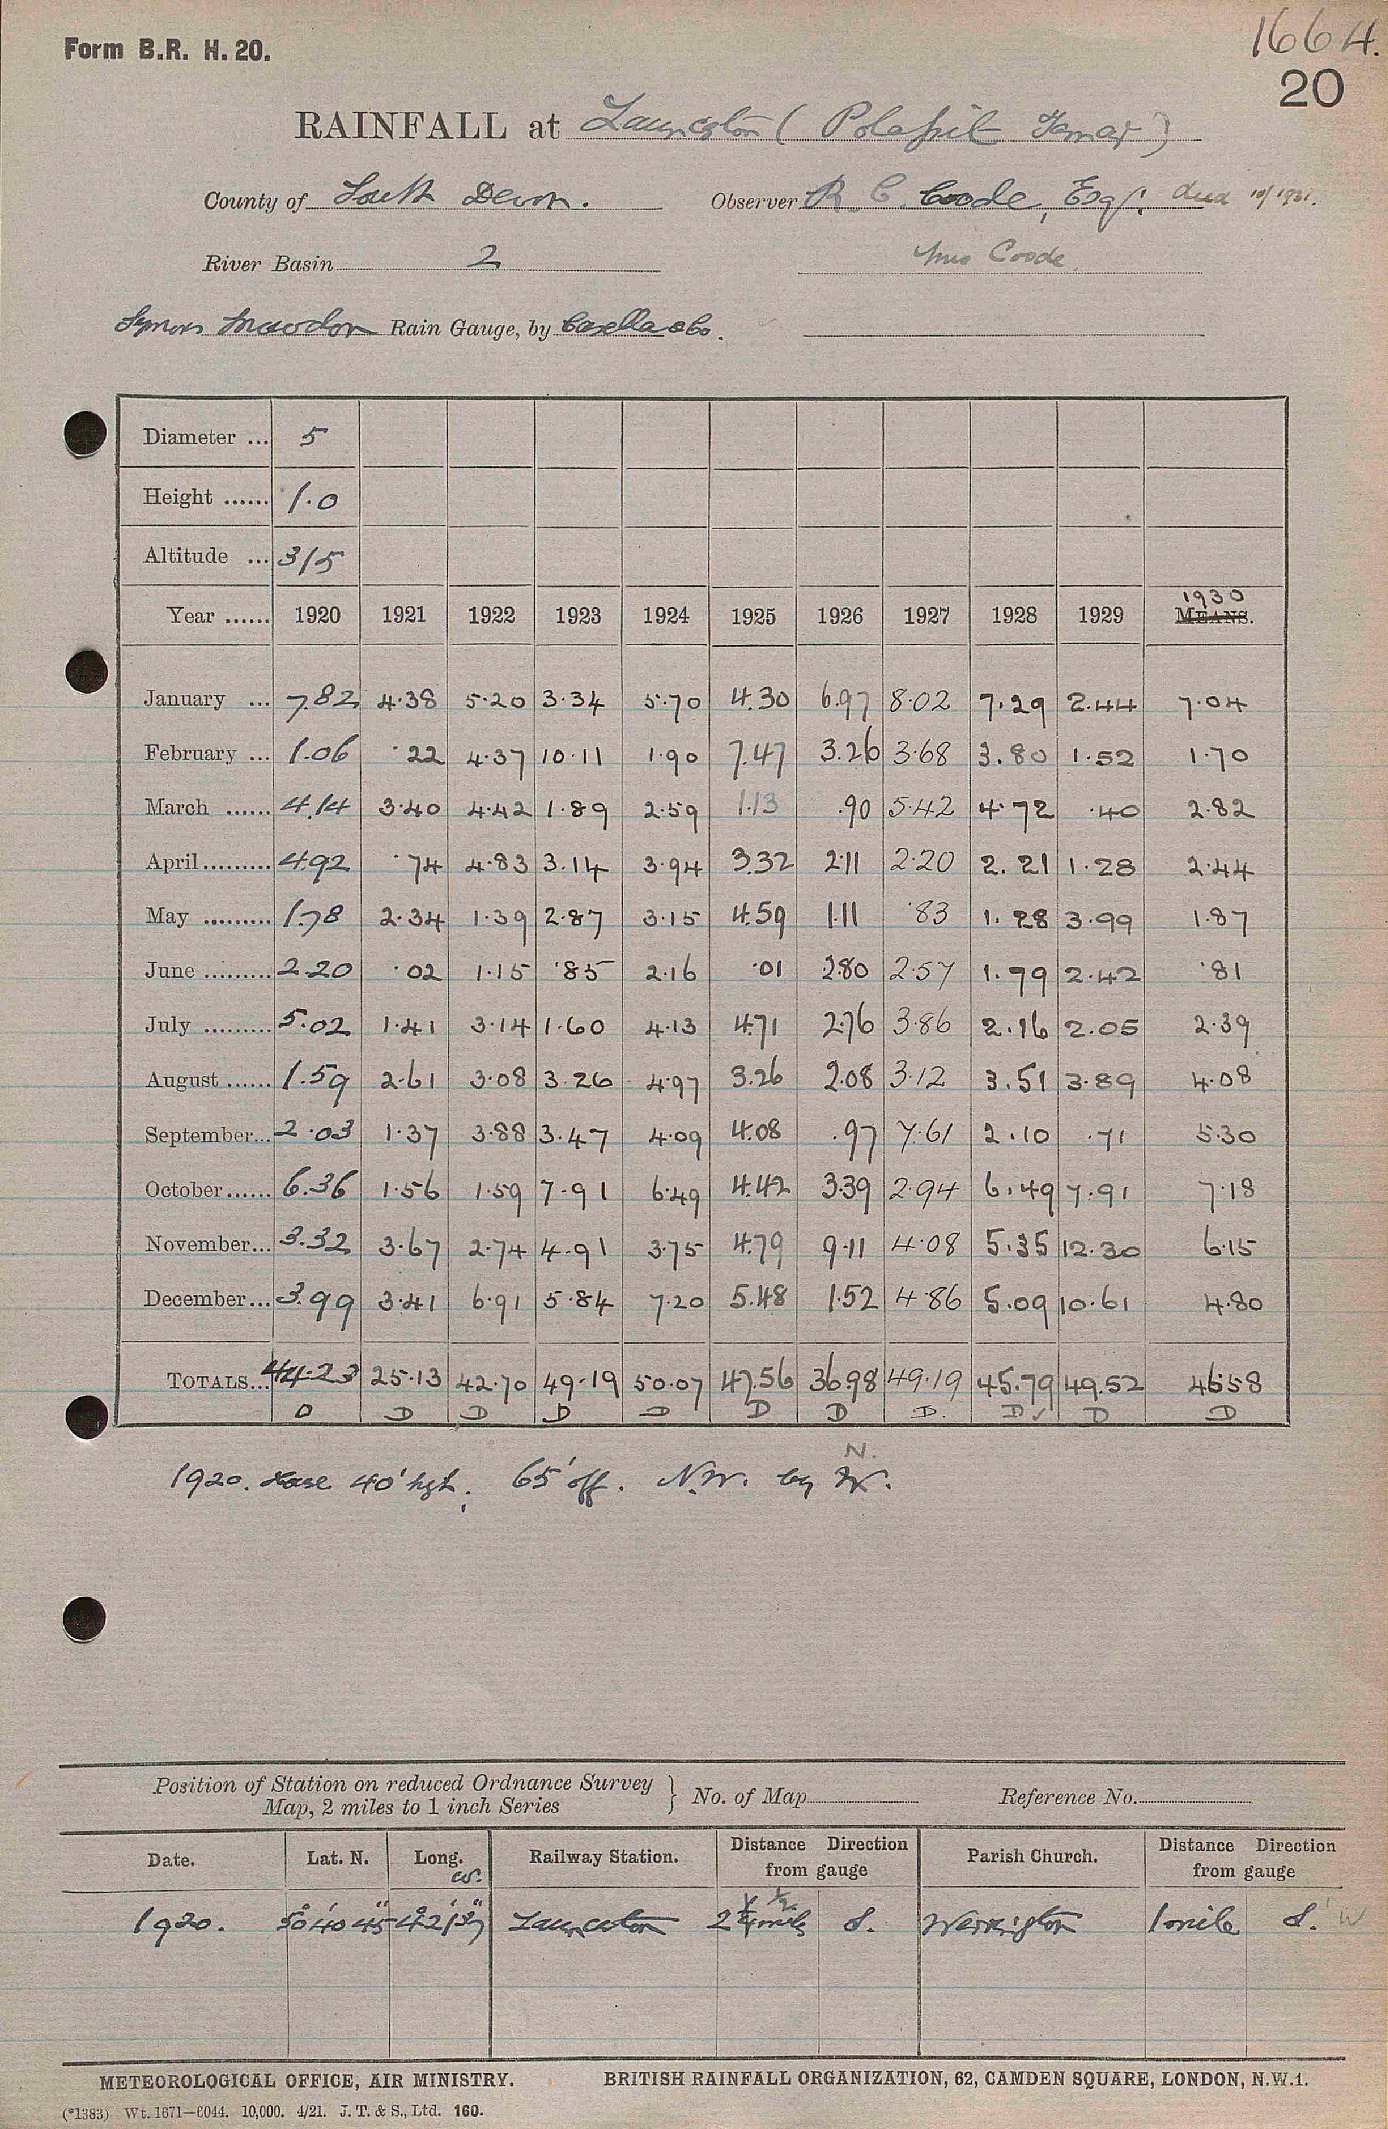 1664.
Form B.R. H. 20.
20
RAINFALL at Launceston (Polapit Tamar)
County of South Devon. Observer R. C. Coode, Esqr. died 10/1931.
River Basin 2 Mrs Coode
Symons Snowdon Rain Gauge, by Casella & Co.
Diameter ... 5
Height ...... 1.0
Altitude ... 315
1930
Year ...... 1920 1921 1922 1923 1924 1925 1926 1927 1928 1929 MEANS.
January ... 7.82 4.38 5.20 3.34 5.70 4.30 6.97 8.02 7.29 2.44 7.04
February ... 1.06 .22 4.37 10.11 1.90 7.47 3.26 3.68 3.80 1.52 1.70
March ...... 4.14 3.40 4.42 1.89 2.59 1.13 .90 5.42 4.72 .40 2.82
April ......... 4.92 .74 4.83 3.14 3.94 3.32 2.11 2.20 2.21 1.28 2.44
May ......... 1.78 2.34 1.39 2.87 3.15 4.59 1.11 .83 1.28 3.99 1.87
June ......... 2.20 .02 1.15 .85 2.16 .01 2.80 2.57 1.79 2.42 .81
July ......... 5.02 1.41 3.14 1.60 4.13 4.71 2.76 3.86 2.16 2.05 2.39
August ...... 1.59 2.61 3.08 3.26 4.97 3.26 2.08 3.12 3.51 3.89 4.08
September... 2.03 1.37 3.88 3.47 4.09 4.08 .97 7.61 2.10 .71 5.30
October...... 6.36 1.56 1.59 7.91 6.49 4.42 3.39 2.94 6.49 7.91 7.18
November... 3.32 3.67 2.74 4.91 3.75 4.79 9.11 4.08 5.35 12.30 6.15
December... 3.99 3.41 6.91 5.84 7.20 5.48 1.52 4.86 5.09 10.61 4.80
TOTALS... 44.23 25.13 42.70 49.19 50.07 47.56 36.98 49.19 45.79 49.52 46.58
D D D D D D D D. D ✓ D D
N.
1920. House 40' hgt. 65' off. N.W. by W.
Position of Station on reduced Ordnance Survey } No. of Map Reference No.
Map, 2 miles to 1 inch Series
Date. Lat. N. Long. W. Railway Station. Distance Direction from gauge Parish Church. Distance Direction from gauge
1920. 50° 40' 45" Launceston S. Werrington 1 mile S. W
METEOROLOGICAL OFFICE, AIR MINISTRY. BRITISH RAINFALL ORGANIZATION, 62, CAMDEN SQUARE, LONDON, N.W.1.
(*1383) Wt. 1671—6044. 10,000. 4/21. J. T. & S., Ltd. 160.